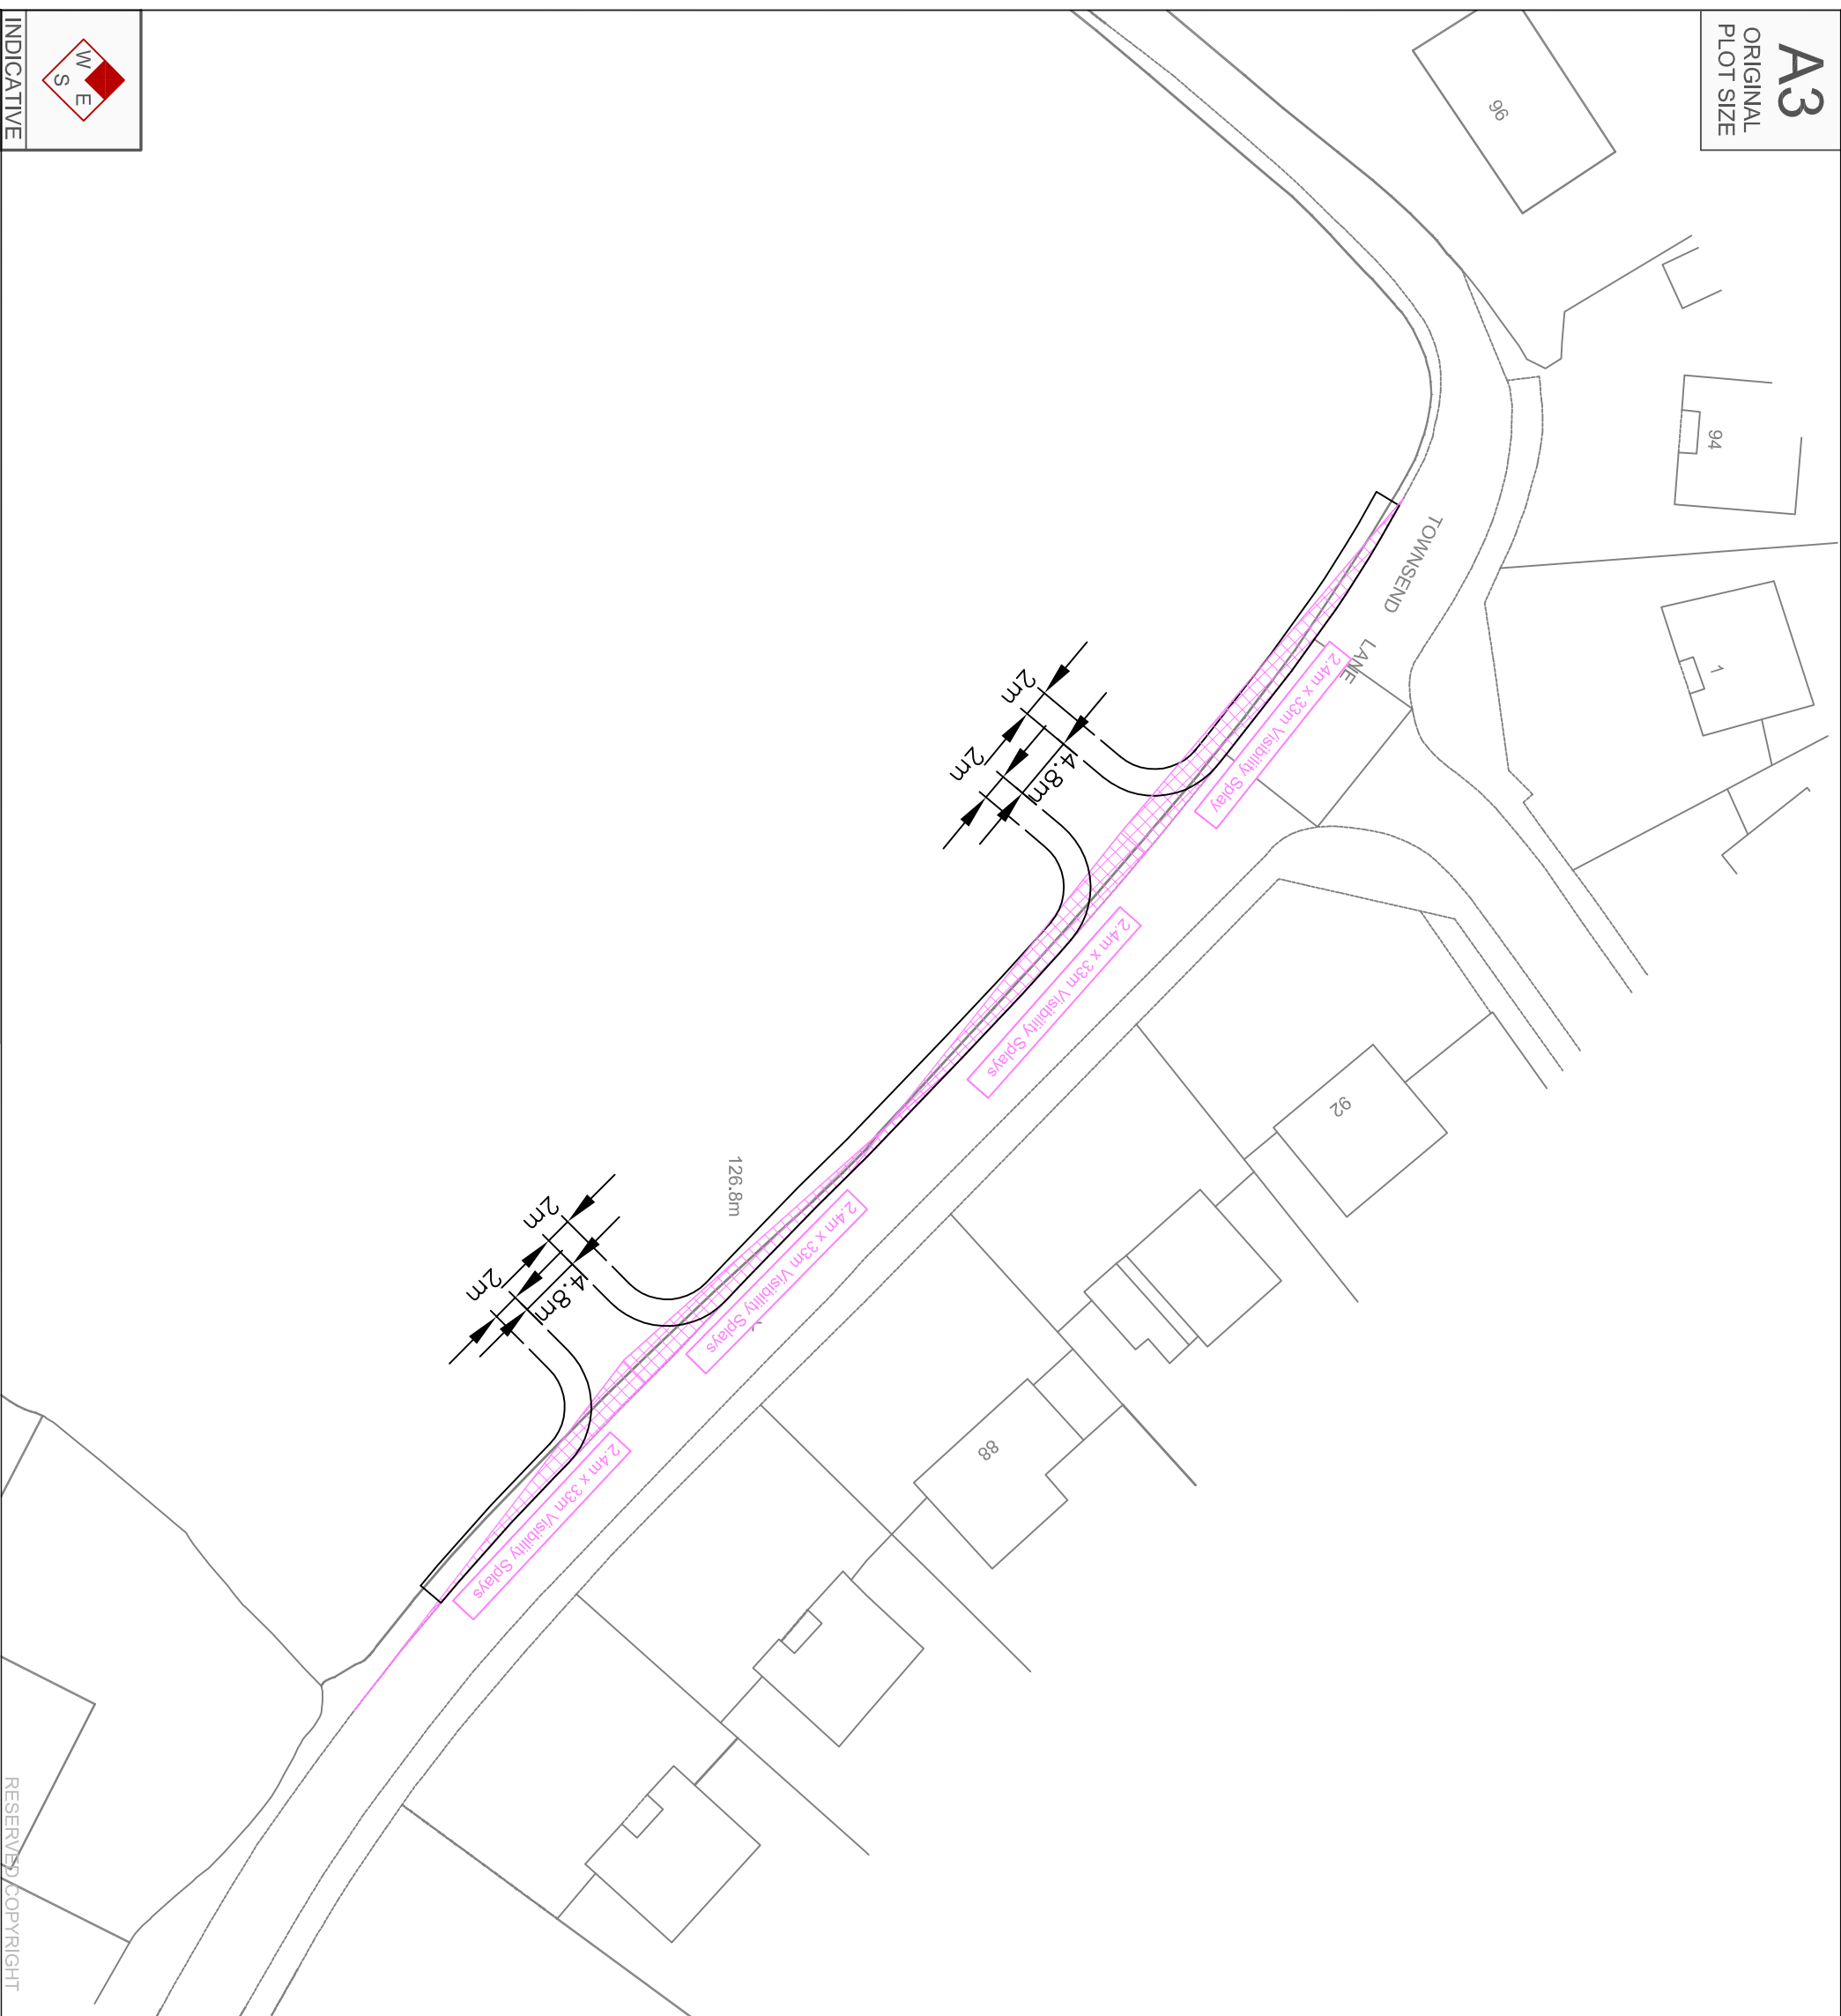 A3
ORIGINAL
PLOT SIZE
W
E
S
INDICATIVE
96
94
1
TOWNSEND
LANE
2.4m x 33m Visibility Splay
2m
4.8m
2m
2.4m x 33m Visibility Splays
92
126.8m
2.4m x 33m Visibility Splays
2m
4.8m
2m
88
2.4m x 33m Visibility Splays
RESERVED COPYRIGHT